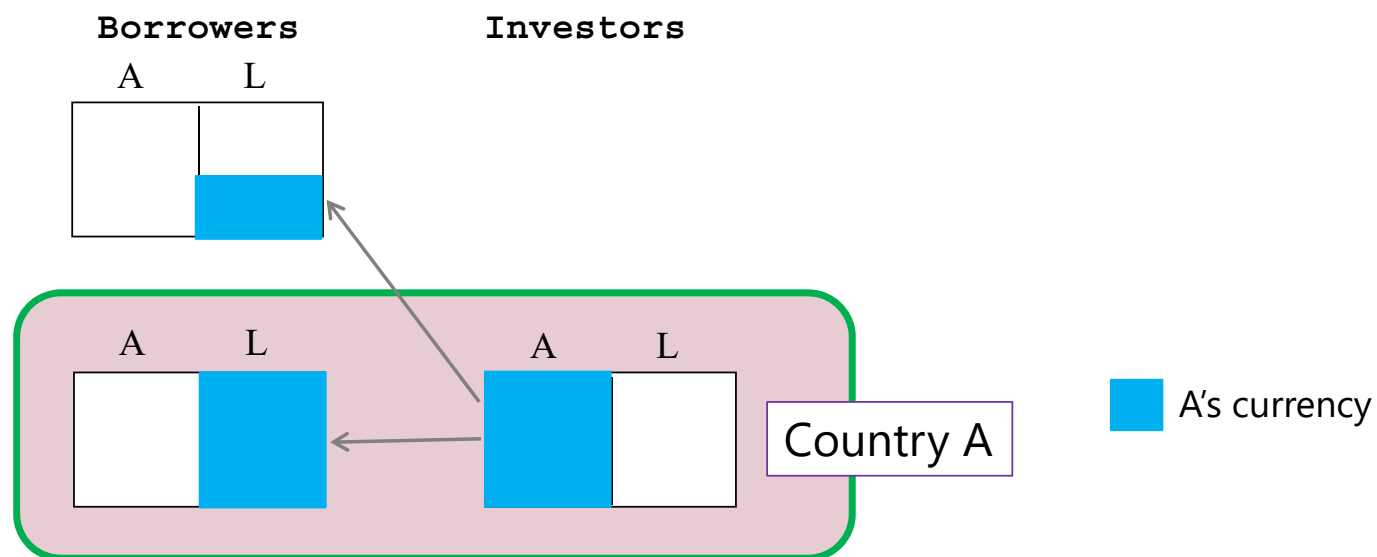 Borrowers Investors
A L
A L A L
Country A
A's currency